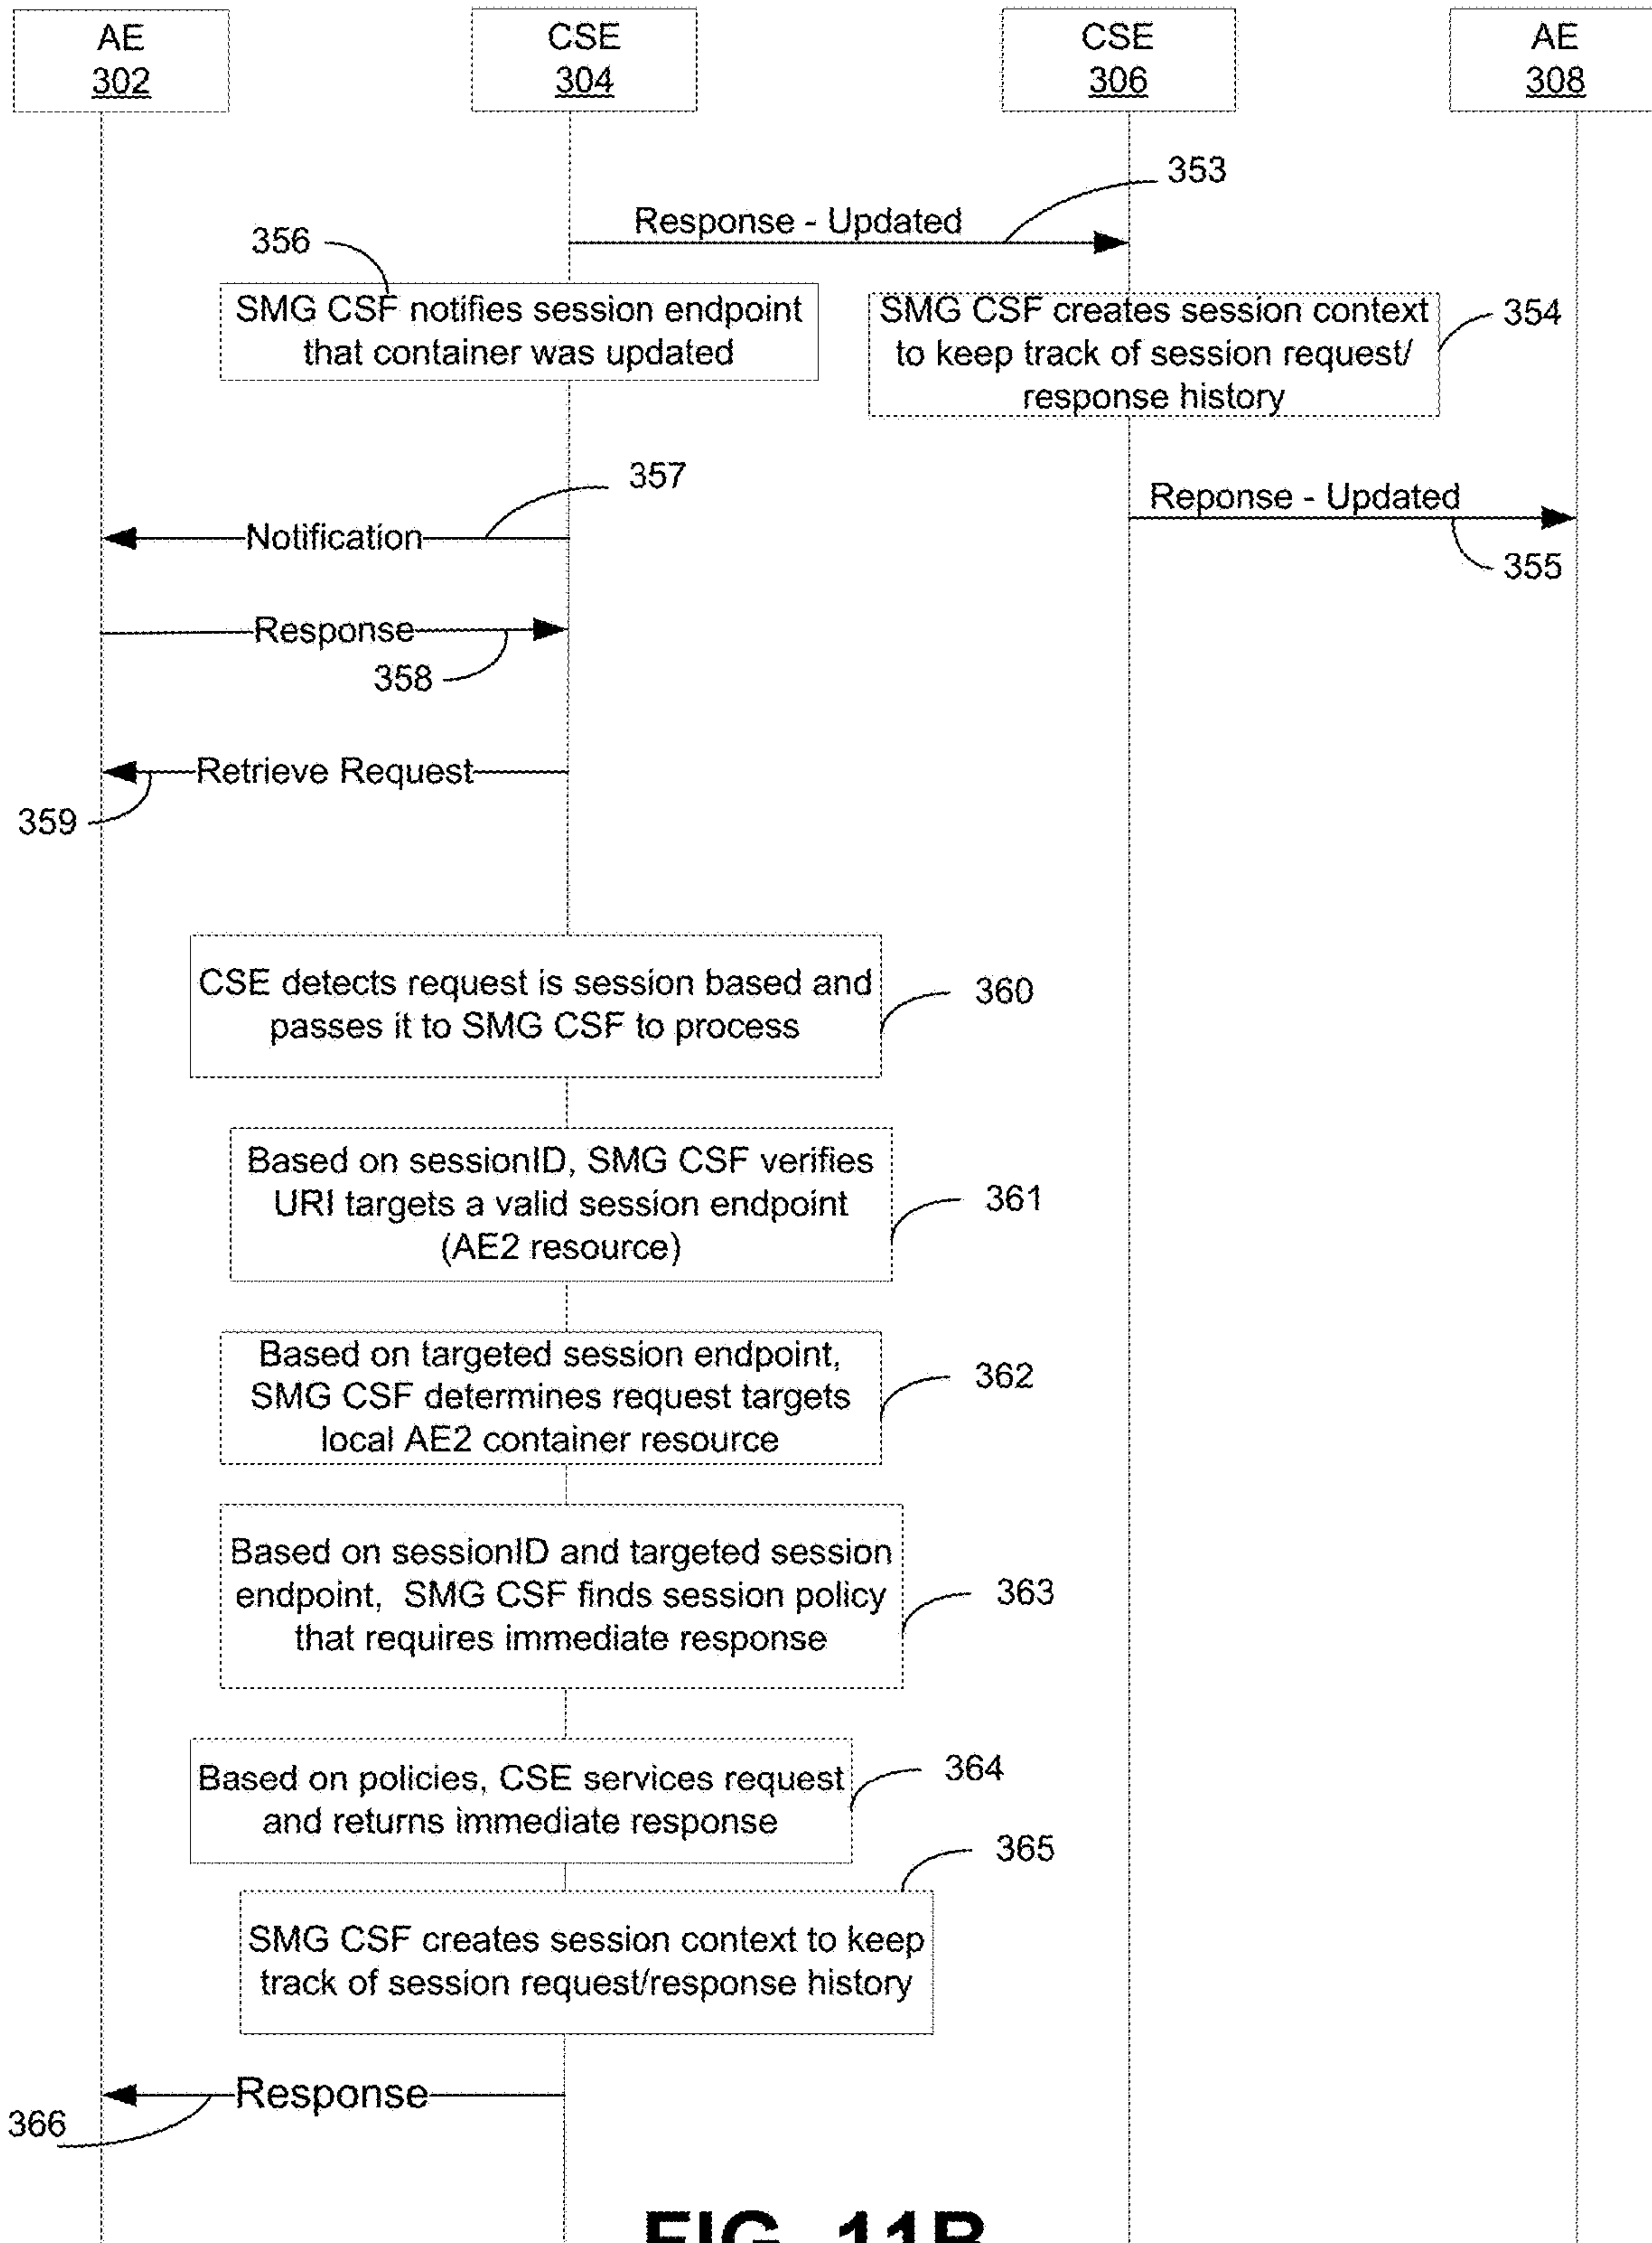 AE
302
CSE
304
CSE
306
AE
308
353
Response - Updated
356
SMG CSF notifies session endpoint
that container was updated
SMG CSF creates session context
to keep track of session request/
response history
354
357
Notification
Reponse - Updated
355
Response
358
Retrieve Request
359
CSE detects request is session based and
passes it to SMG CSF to process
360
Based on sessionID, SMG CSF verifies
URI targets a valid session endpoint
(AE2 resource)
361
Based on targeted session endpoint,
SMG CSF determines request targets
local AE2 container resource
362
Based on sessionID and targeted session
endpoint, SMG CSF finds session policy
that requires immediate response
363
Based on policies, CSE services request
and returns immediate response
364
365
SMG CSF creates session context to keep
track of session request/response history
Response
366
FIG. 11B